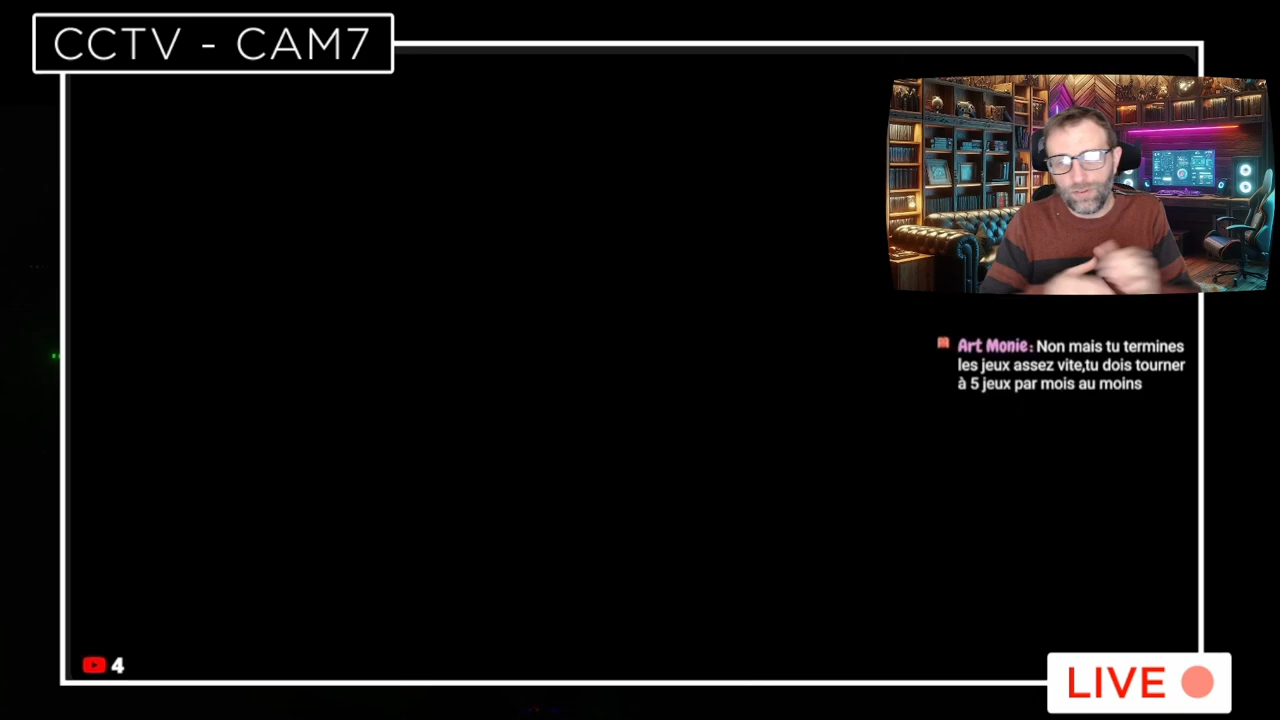 CCTV - CAM7
Art Monie: Non mais tu termines
les jeux assez vite,tu dois tourner
à 5 jeux par mois au moins
4
LIVE